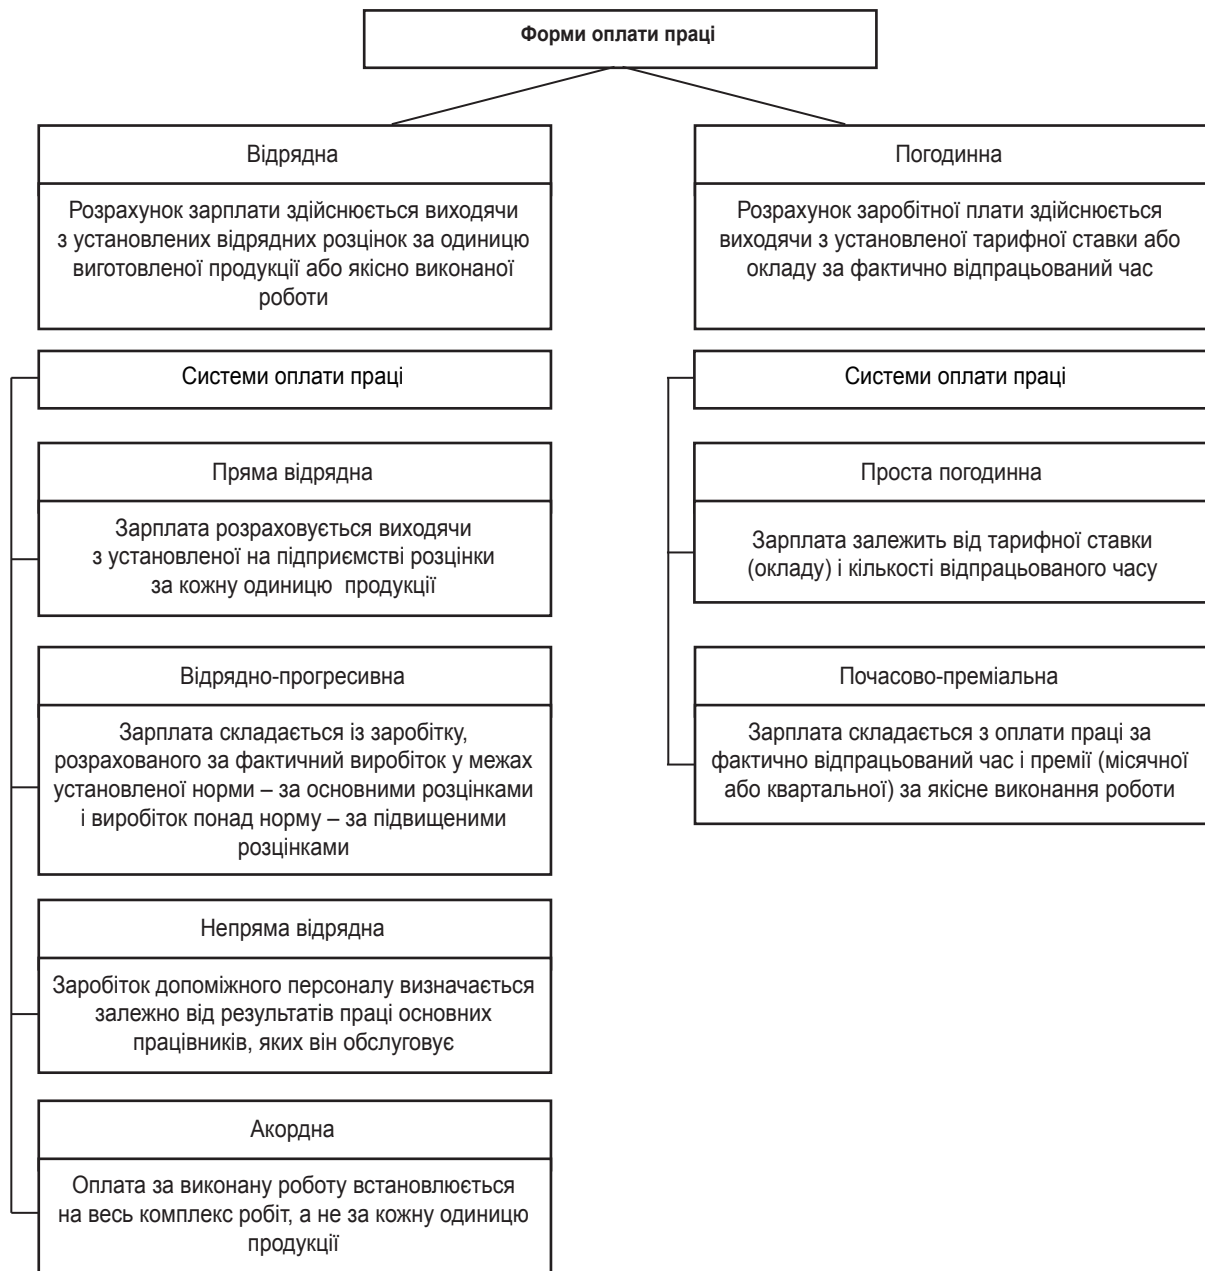 Форми оплати праці
Відрядна
Розрахунок зарплати здійснюється виходячи
з установлених відрядних розцінок за одиницю
виготовленої продукції або якісно виконаної
роботи
Системи оплати праці
Пряма відрядна
Зарплата розраховується виходячи
з установленої на підприємстві розцінки
за кожну одиницю продукції
Відрядно-прогресивна
Зарплата складається із заробітку,
розрахованого за фактичний виробіток у межах
установленої норми – за основними розцінками
і виробіток понад норму – за підвищеними
розцінками
Непряма відрядна
Заробіток допоміжного персоналу визначається
залежно від результатів праці основних
працівників, яких він обслуговує
Акордна
Оплата за виконану роботу встановлюється
на весь комплекс робіт, а не за кожну одиницю
продукції
Погодинна
Розрахунок заробітної плати здійснюється
виходячи з установленої тарифної ставки або
окладу за фактично відпрацьований час
Системи оплати праці
Проста погодинна
Зарплата залежить від тарифної ставки
(окладу) і кількості відпрацьованого часу
Почасово-преміальна
Зарплата складається з оплати праці за
фактично відпрацьований час і премії (місячної
або квартальної) за якісне виконання роботи